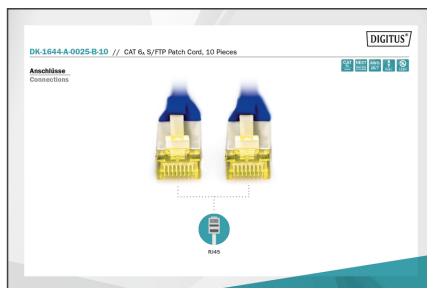 DIGITUS®
DK-1644-A-0025-B-10 // CAT 6A S/FTP Patch Cord, 10 Pieces
Anschlüsse
Connections
RJ45